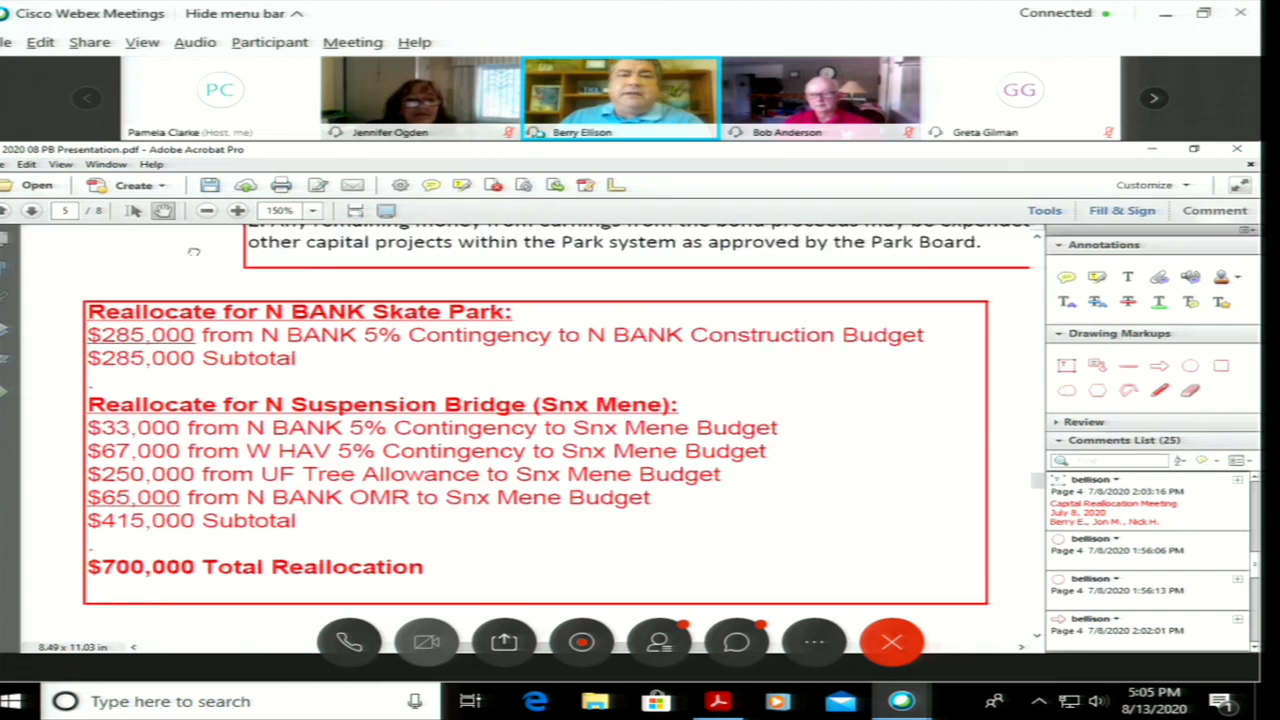 Cisco Webex Meetings Hide menu bar
Connected
Edit Share View Audio Participant Meeting Help
PC
GG
Pamela Clarke (Host, me)
Jennifer Ogden
Berry Ellison
Bob Anderson
Greta Gilman
2020 08 PB Presentation.pdf - Adobe Acrobat Pro
Edit View Window Help
Open Create
Customize
5 / 8 150%
Tools Fill & Sign Comment
other capital projects within the Park system as approved by the Park Board.
Reallocate for N BANK Skate Park:
$285,000 from N BANK 5% Contingency to N BANK Construction Budget
$285,000 Subtotal
.
Reallocate for N Suspension Bridge (Snx Mene):
$33,000 from N BANK 5% Contingency to Snx Mene Budget
$67,000 from W HAV 5% Contingency to Snx Mene Budget
$250,000 from UF Tree Allowance to Snx Mene Budget
$65,000 from N BANK OMR to Snx Mene Budget
$415,000 Subtotal
.
$700,000 Total Reallocation
8.49 x 11.03 in
Annotations
Drawing Markups
Review
Comments List (25)
Find
bellison
Page 4 7/8/2020 2:03:16 PM
Capital Reallocation Meeting
July 8, 2020
Berry E., Jon M., Nick H.
bellison
Page 4 7/8/2020 1:56:06 PM
bellison
Page 4 7/8/2020 1:56:13 PM
bellison
Page 4 7/8/2020 2:02:01 PM
Type here to search
5:05 PM
8/13/2020
1